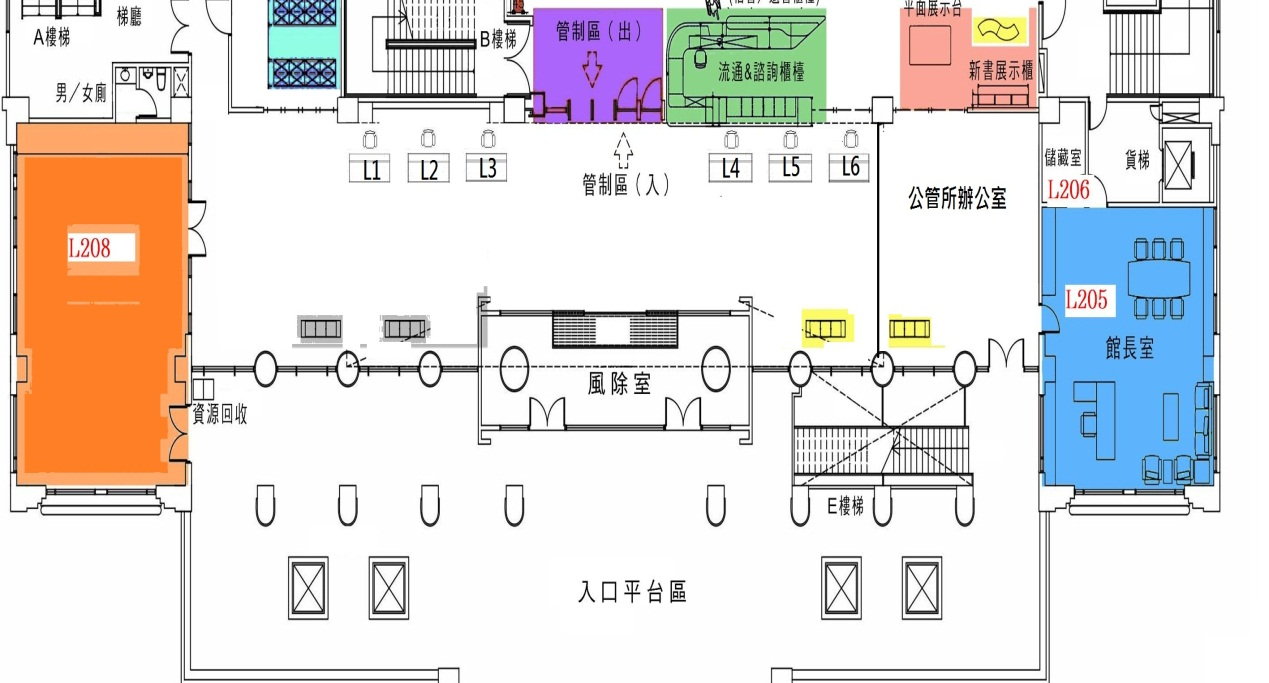 平面展示台
梯廳
A樓梯
B樓梯
管制區(出)
流通&諮詢櫃檯
新書展示櫃
男/女廁
L1
L2
L3
L4
L5
L6
管制區(入)
公管所辦公室
儲藏室
貨梯
L206
L208
L205
館長室
風除室
資源回收
E樓梯
入口平台區